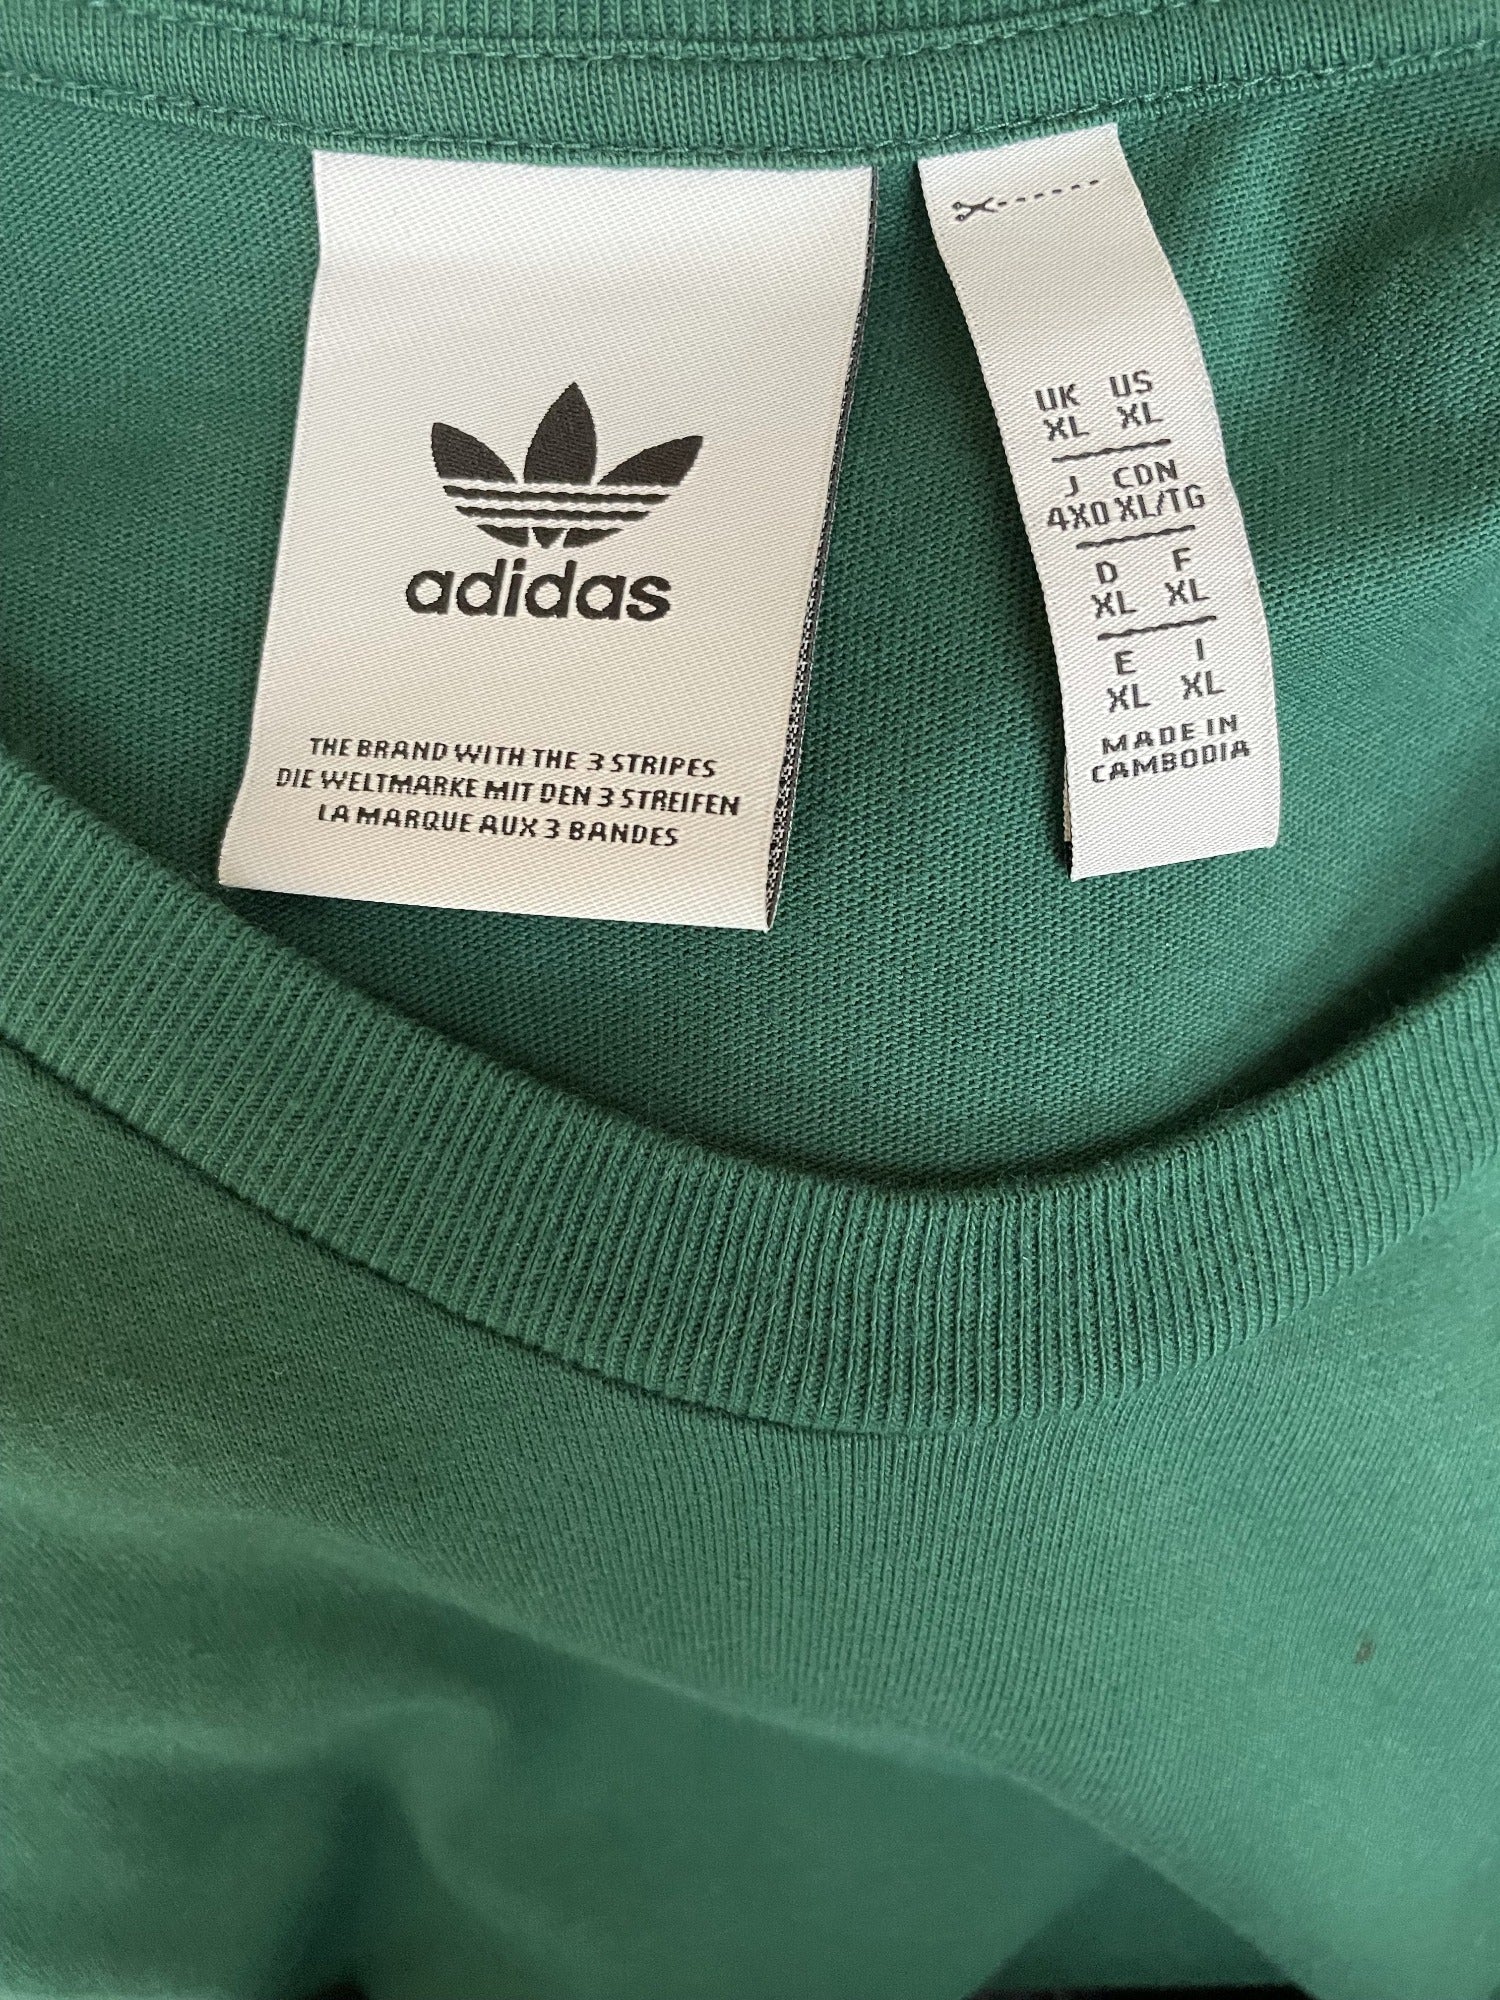 adidas
THE BRAND WITH THE 3 STRIPES
DIE WELTMARKE MIT DEN 3 STREIFEN
LA MARQUE AUX 3 BANDES
UK US
XL XL
J CDN
4XO XL/TG
D F
XL XL
E I
XL XL
MADE IN
CAMBODIA